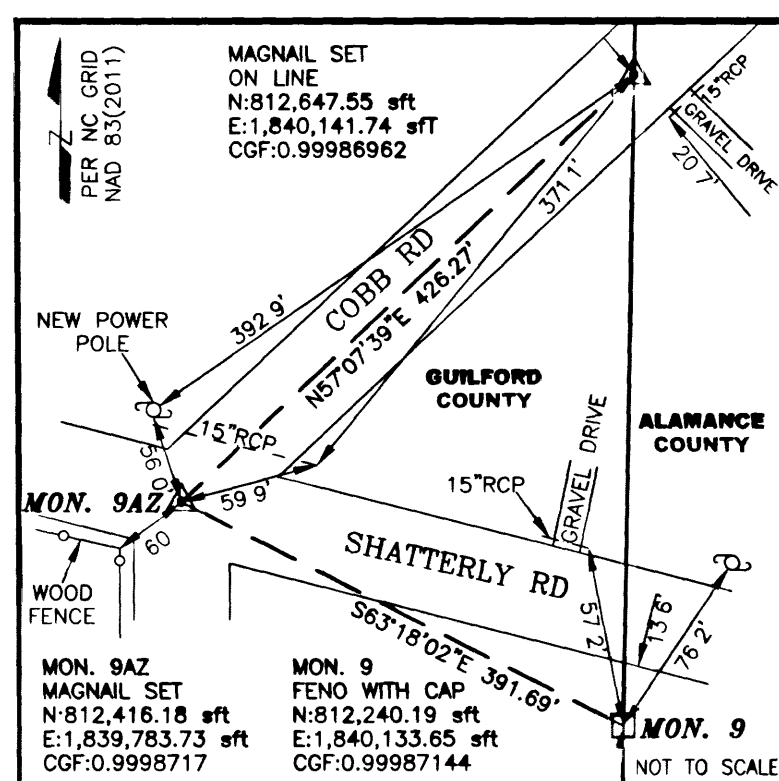 PER NC GRID
NAD 83(2011)
Z
MAGNAIL SET
ON LINE
N:812,647.55 sft
E:1,840,141.74 sfT
CGF:0.99986962
15"RCP
GRAVEL DRIVE
20 7'
371 1'
COBB RD
392 9'
N57°07'39"E 426.27'
NEW POWER
POLE
GUILFORD
COUNTY
ALAMANCE
COUNTY
15"RCP
56 0'
59 9'
MON. 9AZ
60
WOOD
FENCE
15"RCP
GRAVEL DRIVE
SHATTERLY RD
57 2'
13 6'
76 2'
S63°18'02"E 391.69'
MON. 9AZ
MAGNAIL SET
N:812,416.18 sft
E:1,839,783.73 sft
CGF:0.9998717
MON. 9
FENO WITH CAP
N:812,240.19 sft
E:1,840,133.65 sft
CGF:0.99987144
MON. 9
NOT TO SCALE